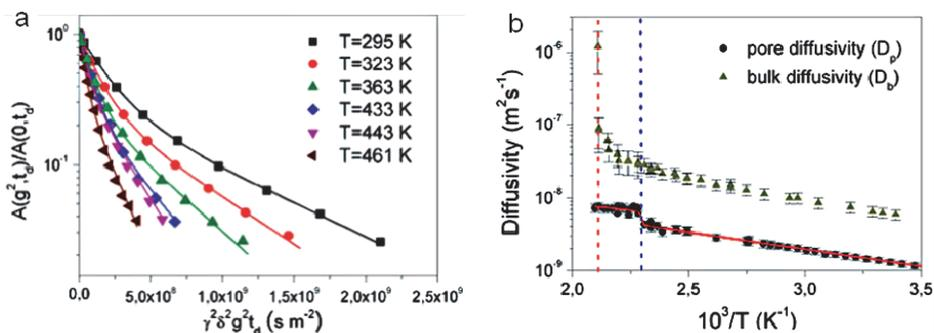 a
A(g²,t_d)/A(0,t_d)
10⁰
10⁻¹
T=295 K
T=323 K
T=363 K
T=433 K
T=443 K
T=461 K
0,0
5,0x10⁸
1,0x10⁹
1,5x10⁹
2,0x10⁹
2,5x10⁹
γ²δ²g²t_d (s m⁻²)
b
Diffusivity (m²s⁻¹)
10⁻⁶
10⁻⁷
10⁻⁸
10⁻⁹
pore diffusivity (D_p)
bulk diffusivity (D_b)
2,0
2,5
3,0
3,5
10³/T (K⁻¹)